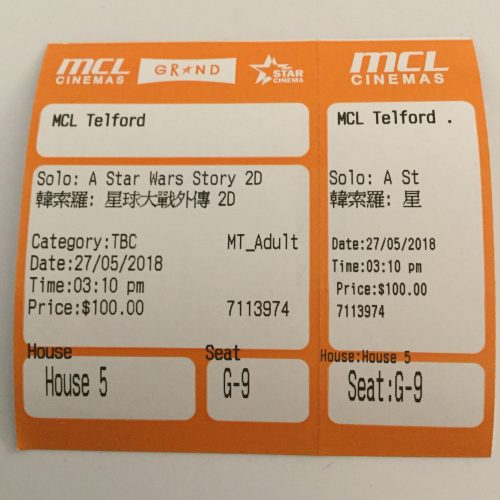 MCL
CINEMAS
GRAND
STAR
CINEMA
MCL Telford
Solo: A Star Wars Story 2D
韓索羅: 星球大戰外傳 2D
Category:TBC MT_Adult
Date:27/05/2018
Time:03:10 pm
Price:$100.00 7113974
House Seat
House 5 G-9
MCL
CINEMAS
MCL Telford .
Solo: A St
韓索羅: 星
Date:27/05/2018
Time:03:10 pm
Price:$100.00
7113974
House:House 5
Seat:G-9